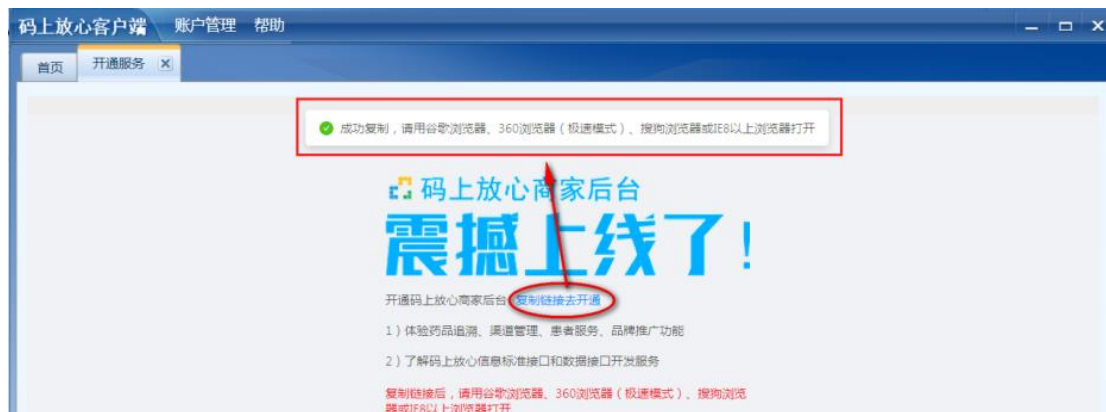 码上放心客户端 账户管理 帮助
首页 开通服务
成功复制，请用谷歌浏览器、360浏览器（极速模式）、搜狗浏览器或IE8以上浏览器打开
码上放心商家后台
震撼上线了！
开通码上放心商家后台 复制链接去开通
1）体验药品追溯、渠道管理、患者服务、品牌推广功能
2）了解码上放心信息标准接口和数据接口开发服务
复制链接后，请用谷歌浏览器、360浏览器（极速模式）、搜狗浏览
器或IE8以上浏览器打开